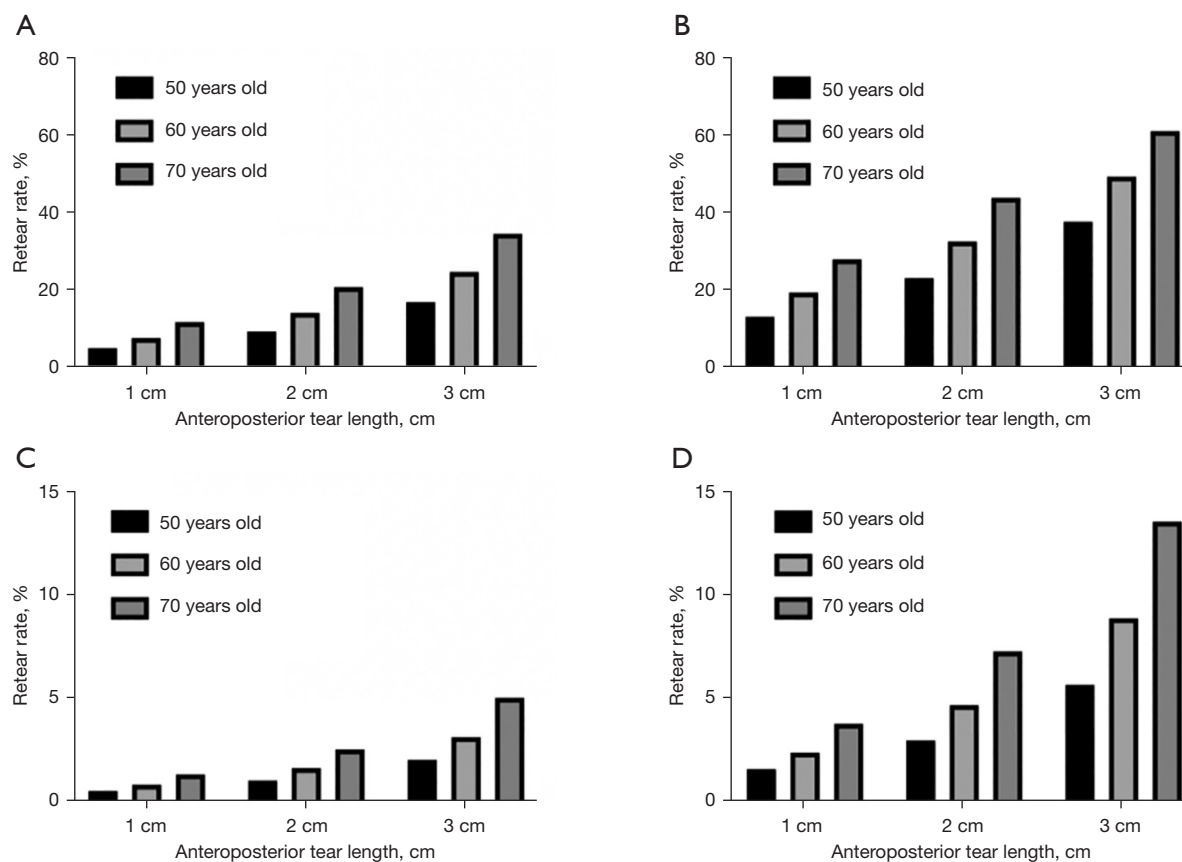 A
80
60
40
20
0
Retear rate, %
50 years old
60 years old
70 years old
1 cm 2 cm 3 cm
Anteroposterior tear length, cm
B
80
60
40
20
0
Retear rate, %
50 years old
60 years old
70 years old
1 cm 2 cm 3 cm
Anteroposterior tear length, cm
C
15
10
5
0
Retear rate, %
50 years old
60 years old
70 years old
1 cm 2 cm 3 cm
Anteroposterior tear length, cm
D
15
10
5
0
Retear rate, %
50 years old
60 years old
70 years old
1 cm 2 cm 3 cm
Anteroposterior tear length, cm